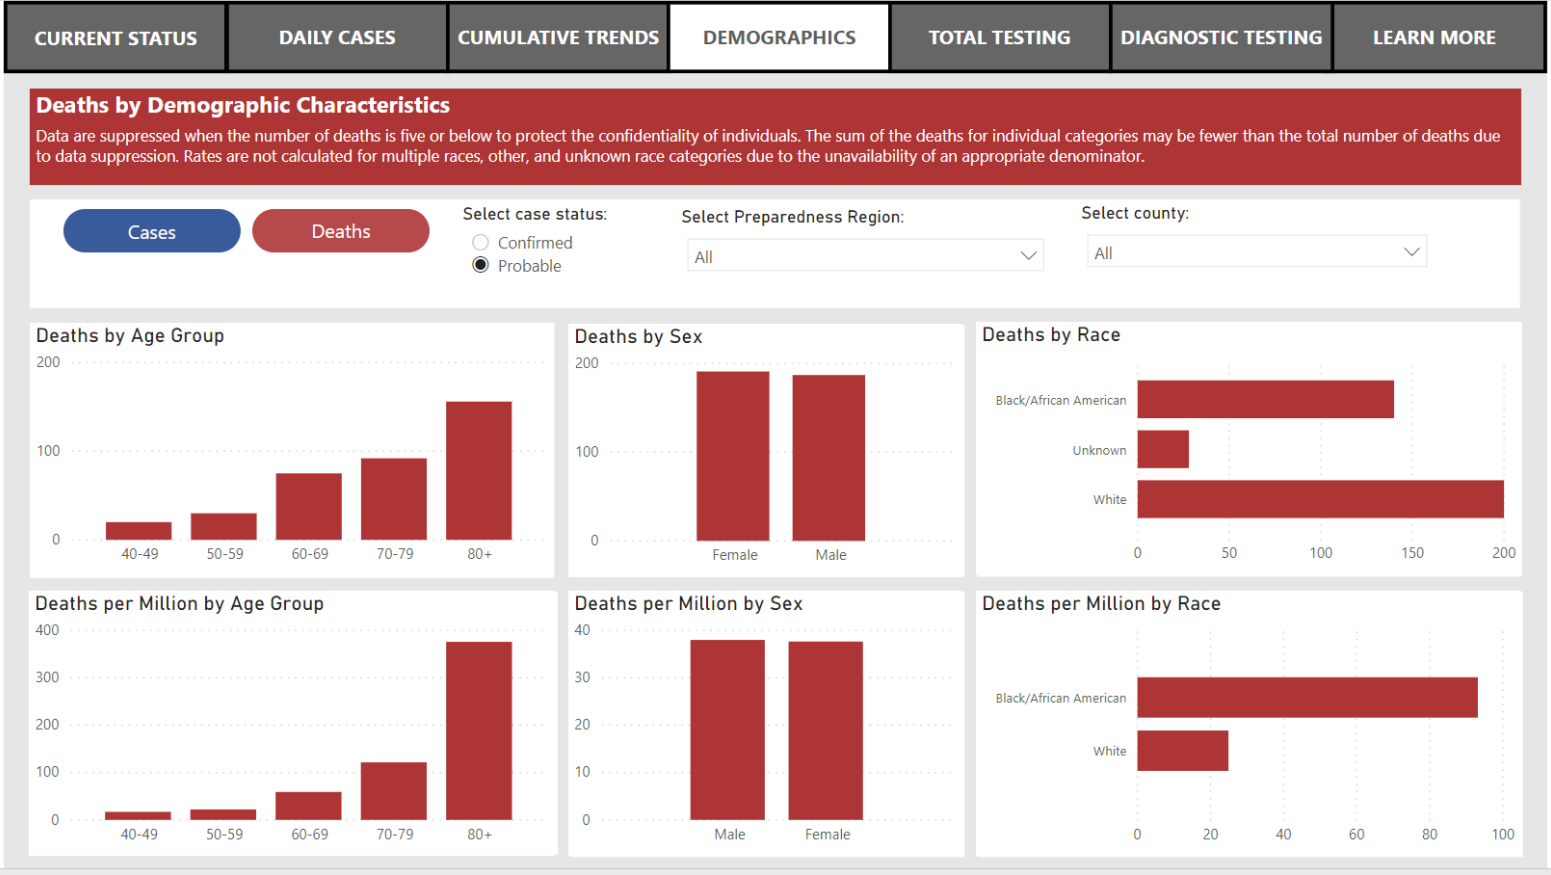 CURRENT STATUS
DAILY CASES
CUMULATIVE TRENDS
DEMOGRAPHICS
TOTAL TESTING
DIAGNOSTIC TESTING
LEARN MORE
Deaths by Demographic Characteristics
Data are suppressed when the number of deaths is five or below to protect the confidentiality of individuals. The sum of the deaths for individual categories may be fewer than the total number of deaths due
to data suppression. Rates are not calculated for multiple races, other, and unknown race categories due to the unavailability of an appropriate denominator.
Cases
Deaths
Select case status:
Confirmed
Probable
Select Preparedness Region:
All
Select county:
All
Deaths by Age Group
200
100
0
40-49 50-59 60-69 70-79 80+
Deaths by Sex
200
100
0
Female Male
Deaths by Race
Black/African American
Unknown
White
0 50 100 150 200
Deaths per Million by Age Group
400
300
200
100
0
40-49 50-59 60-69 70-79 80+
Deaths per Million by Sex
40
30
20
10
0
Male Female
Deaths per Million by Race
Black/African American
White
0 20 40 60 80 100